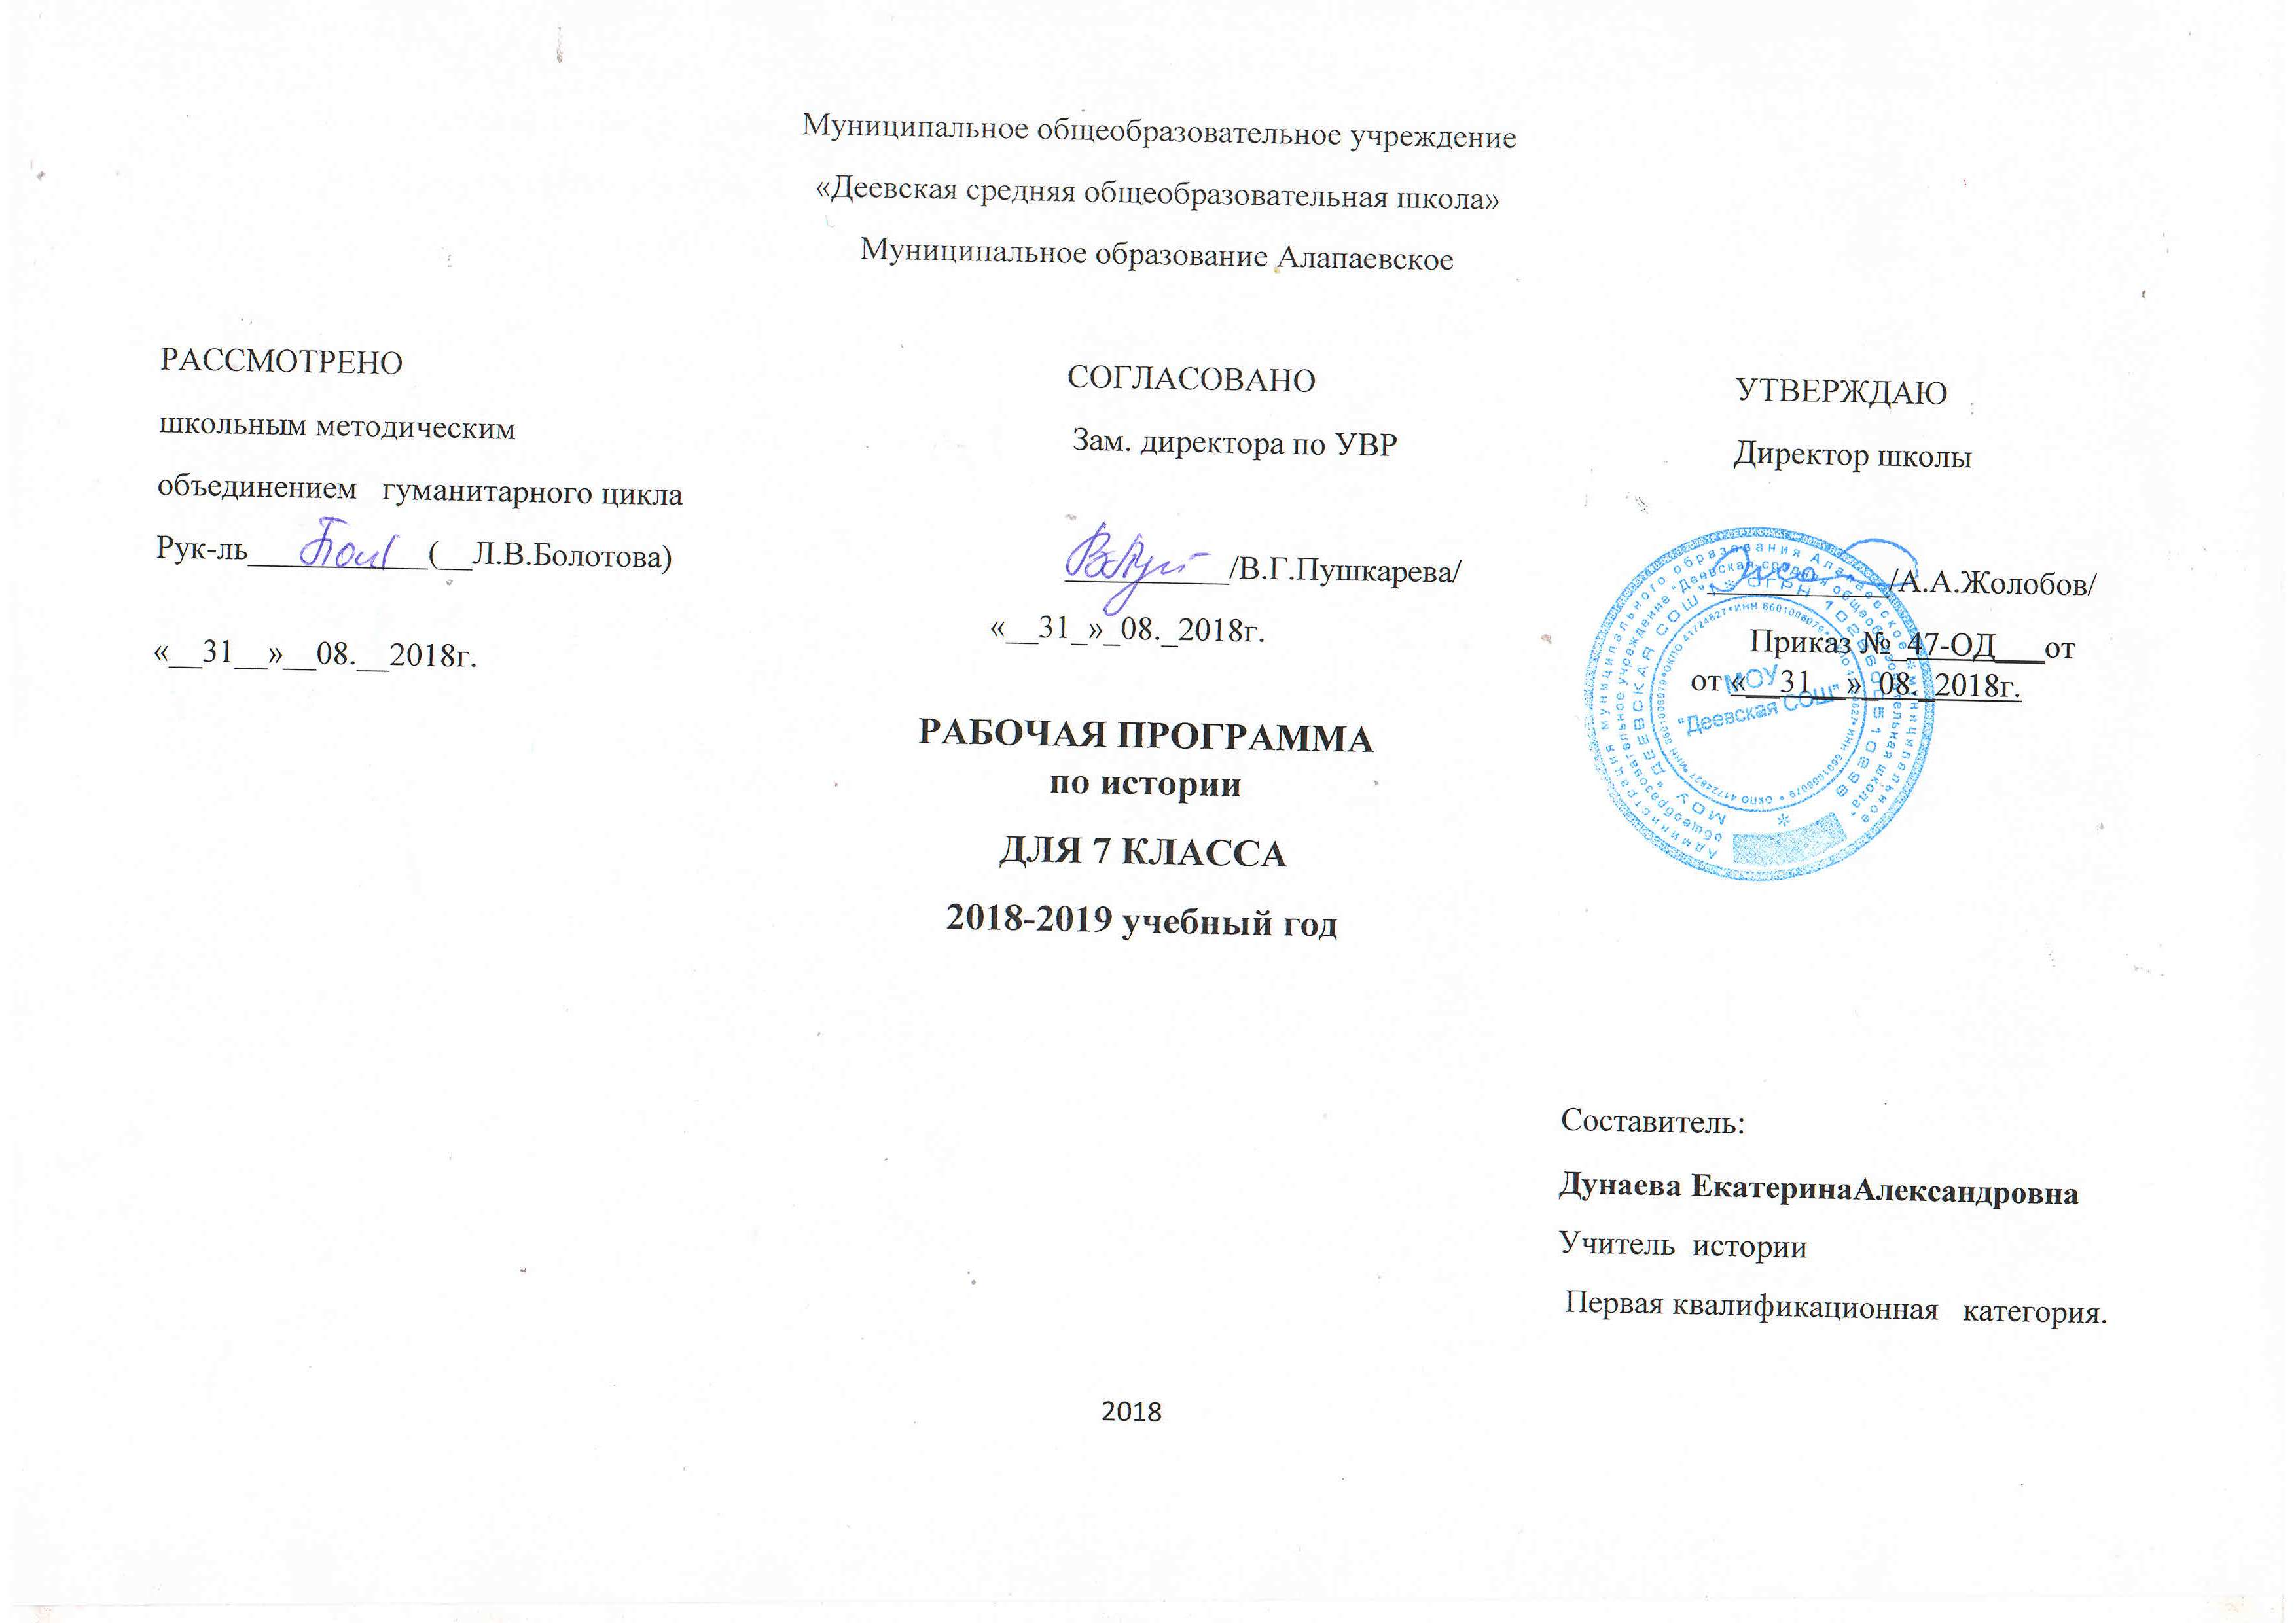 Муниципальное общеобразовательное учреждение
«Деевская средняя общеобразовательная школа»
Муниципальное образование Алапаевское
РАССМОТРЕНО
школьным методическим
объединением гуманитарного цикла
Рук-ль___________(__Л.В.Болотова)
«__31__»__08.__2018г.
СОГЛАСОВАНО
Зам. директора по УВР
__________/В.Г.Пушкарева/
«__31_»_08._2018г.
УТВЕРЖДАЮ
Директор школы
___________/А.А.Жолобов/
Приказ №_47-ОД___от
от «__31__»_08._2018г.
МОУ
"Деевская СОШ"
РАБОЧАЯ ПРОГРАММА
по истории
ДЛЯ 7 КЛАССА
2018-2019 учебный год
Составитель:
Дунаева ЕкатеринаАлександровна
Учитель истории
Первая квалификационная категория.
2018